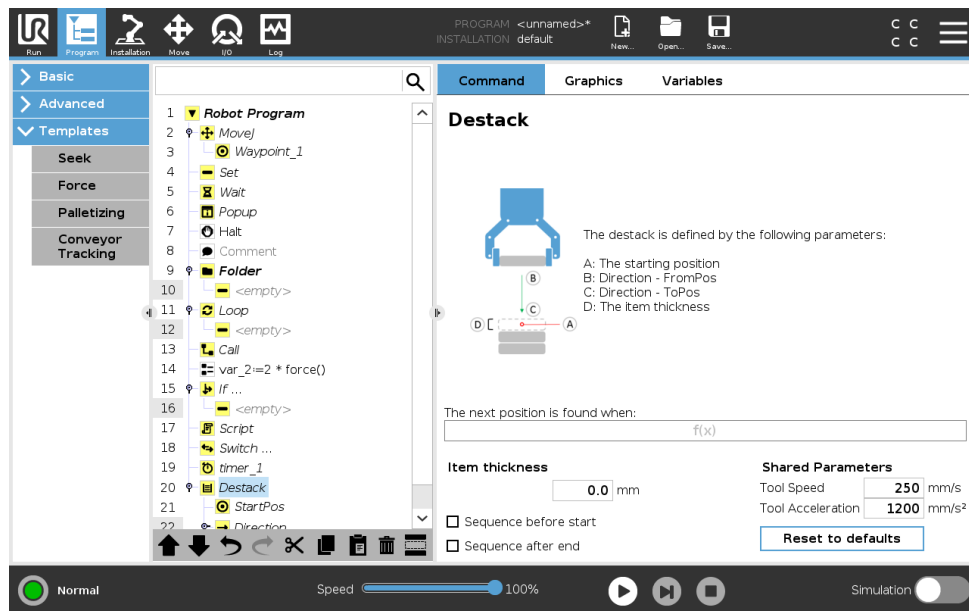 PROGRAM <unnamed>*
INSTALLATION default
UR
Run
Program
Installation
Move
I/O
Log
New...
Open...
Save...
C C
C C
Basic
Advanced
Templates
Seek
Force
Palletizing
Conveyor
Tracking
1 Robot Program
2 MoveJ
3 Waypoint_1
4 Set
5 Wait
6 Popup
7 Halt
8 Comment
9 Folder
10 <empty>
11 Loop
12 <empty>
13 Call
14 var_2:=2 * force()
15 If ...
16 <empty>
17 Script
18 Switch ...
19 timer_1
20 Destack
21 StartPos
22 Direction
Command Graphics Variables
Destack
B
C
D
A
The destack is defined by the following parameters:
A: The starting position
B: Direction - FromPos
C: Direction - ToPos
D: The item thickness
The next position is found when:
f(x)
Item thickness
0.0 mm
Sequence before start
Sequence after end
Shared Parameters
Tool Speed 250 mm/s
Tool Acceleration 1200 mm/s²
Reset to defaults
Normal
Speed 100%
Simulation